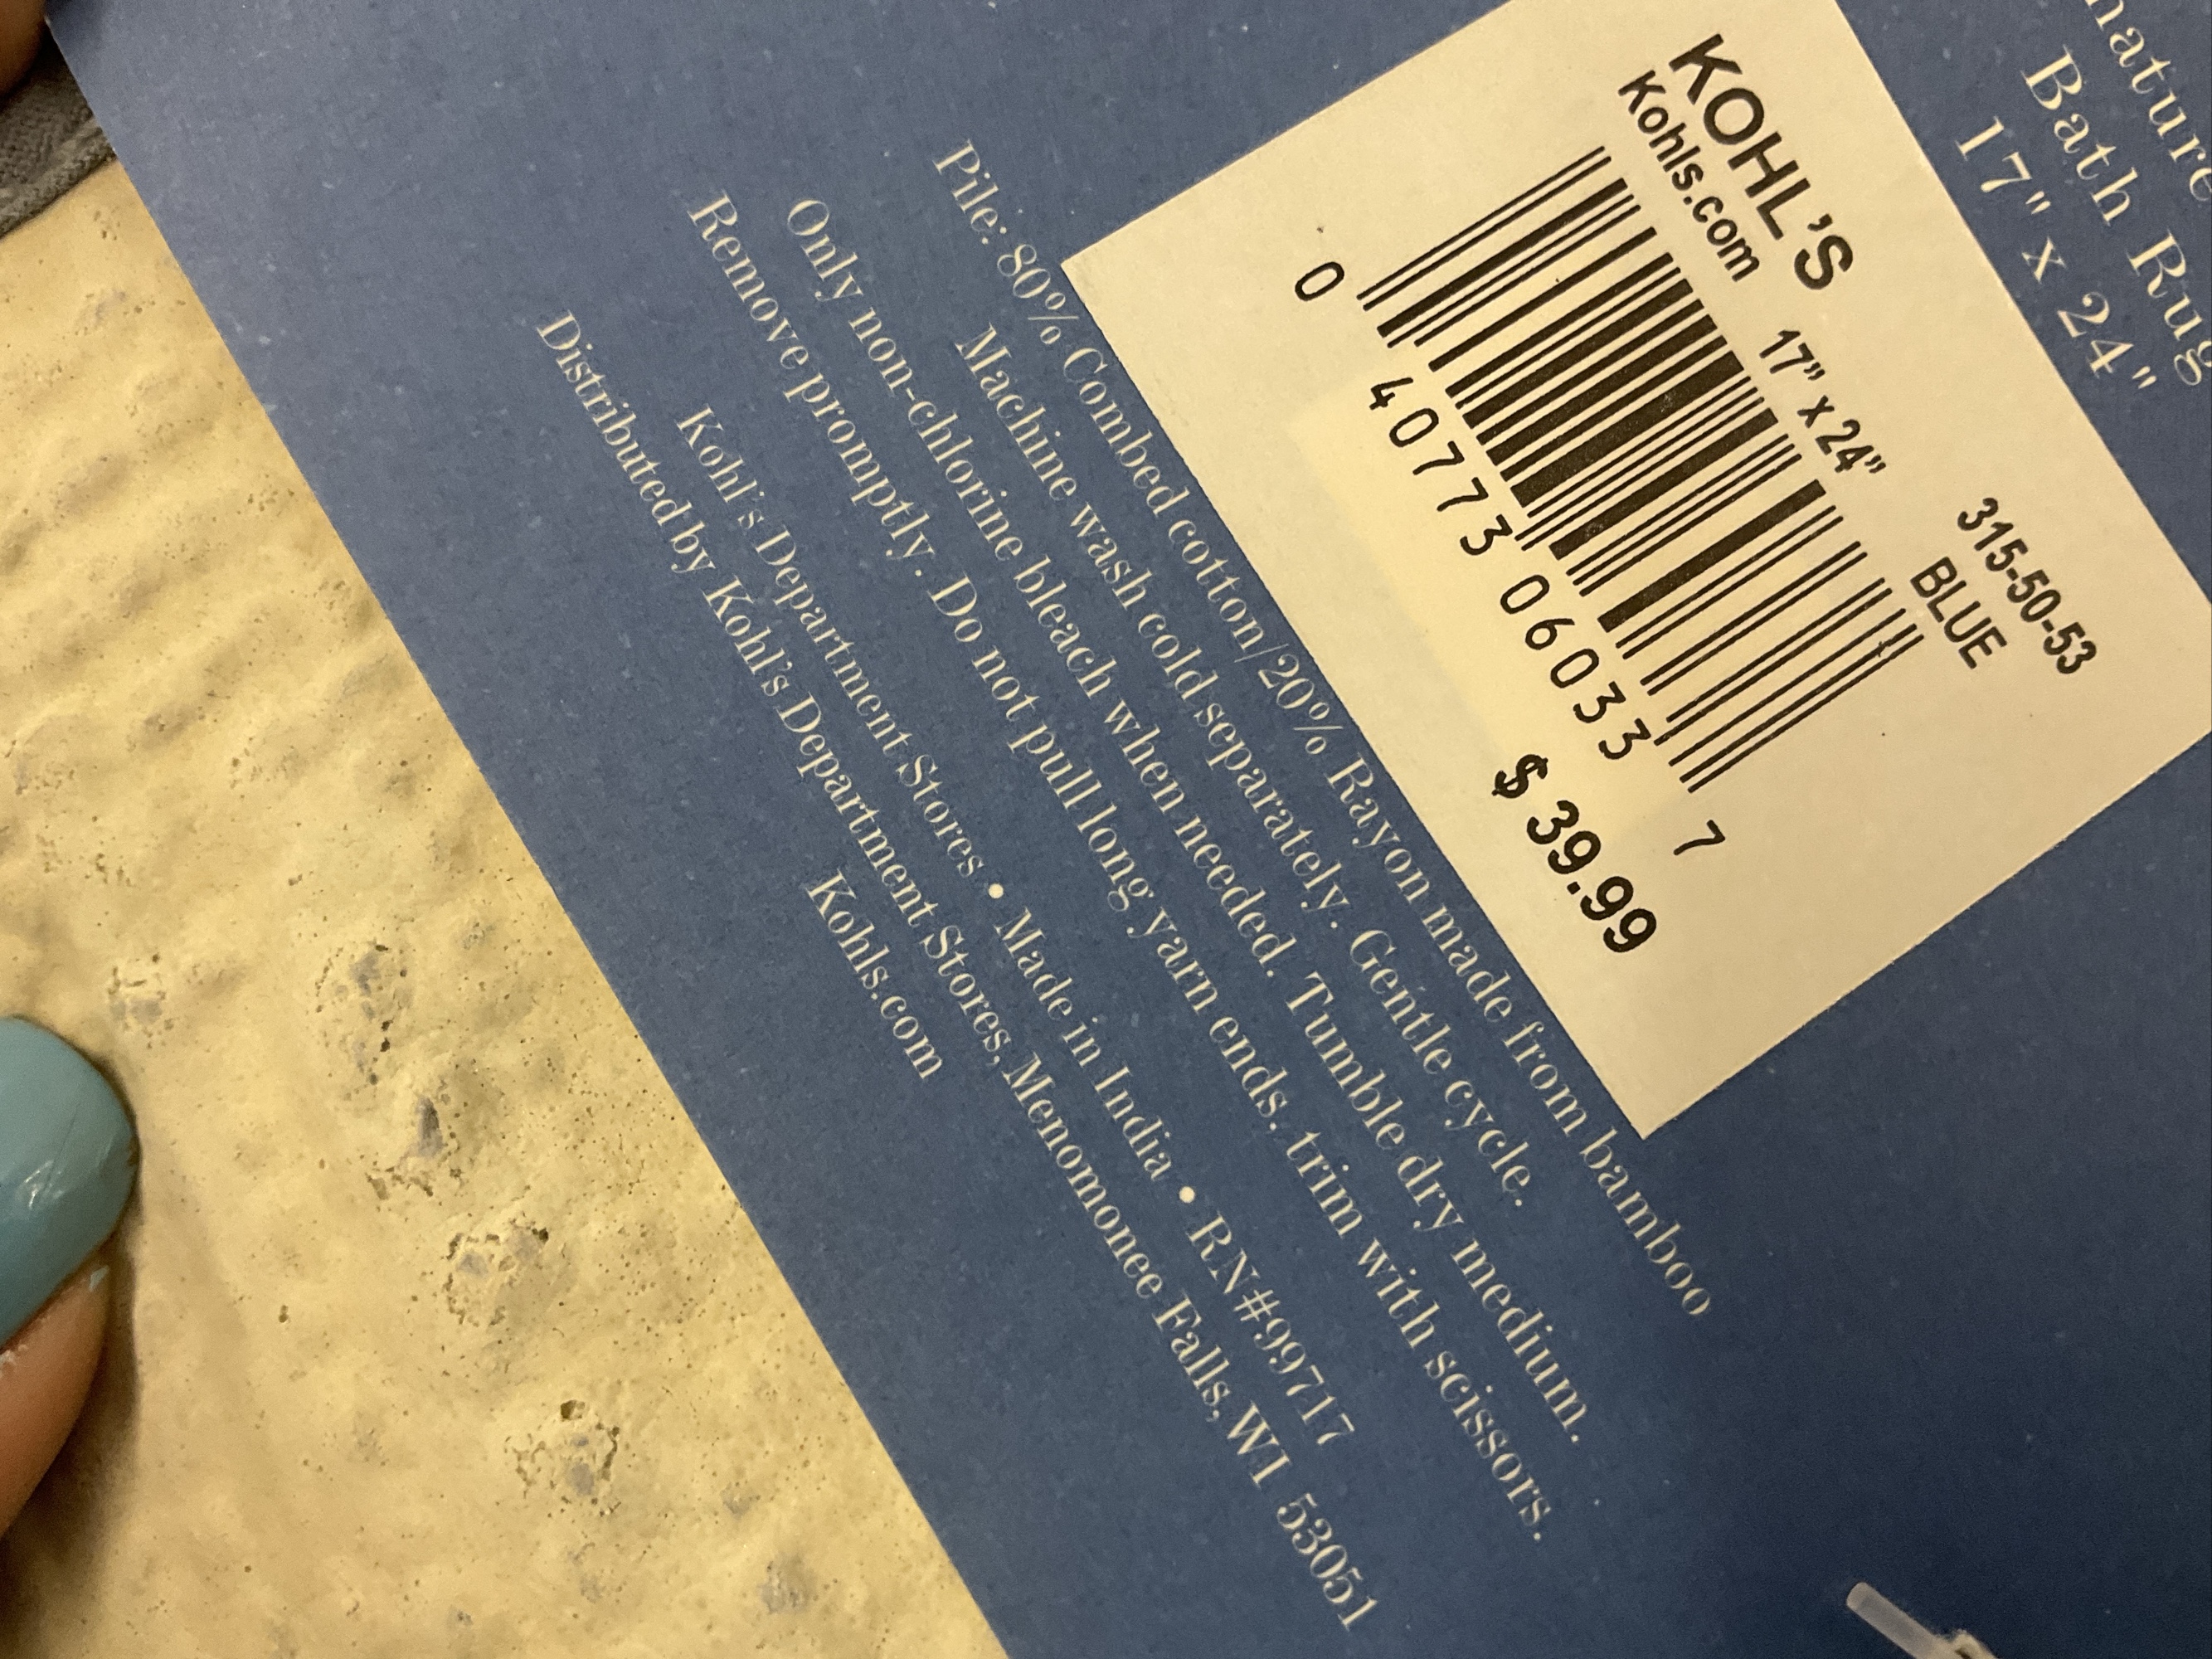 Bath Rug
17" x 24"
KOHL'S
Kohls.com
17" x 24"
315-50-53
BLUE
0 40773 06033 7
$ 39.99
Pile: 80% Combed cotton/20% Rayon made from bamboo
Machine wash cold separately. Gentle cycle.
Only non-chlorine bleach when needed. Tumble dry medium.
Remove promptly. Do not pull long yarn ends, trim with scissors.
Kohl's Department Stores • Made in India • RN#99717
Distributed by Kohl's Department Stores, Menomonee Falls, WI 53051
Kohls.com